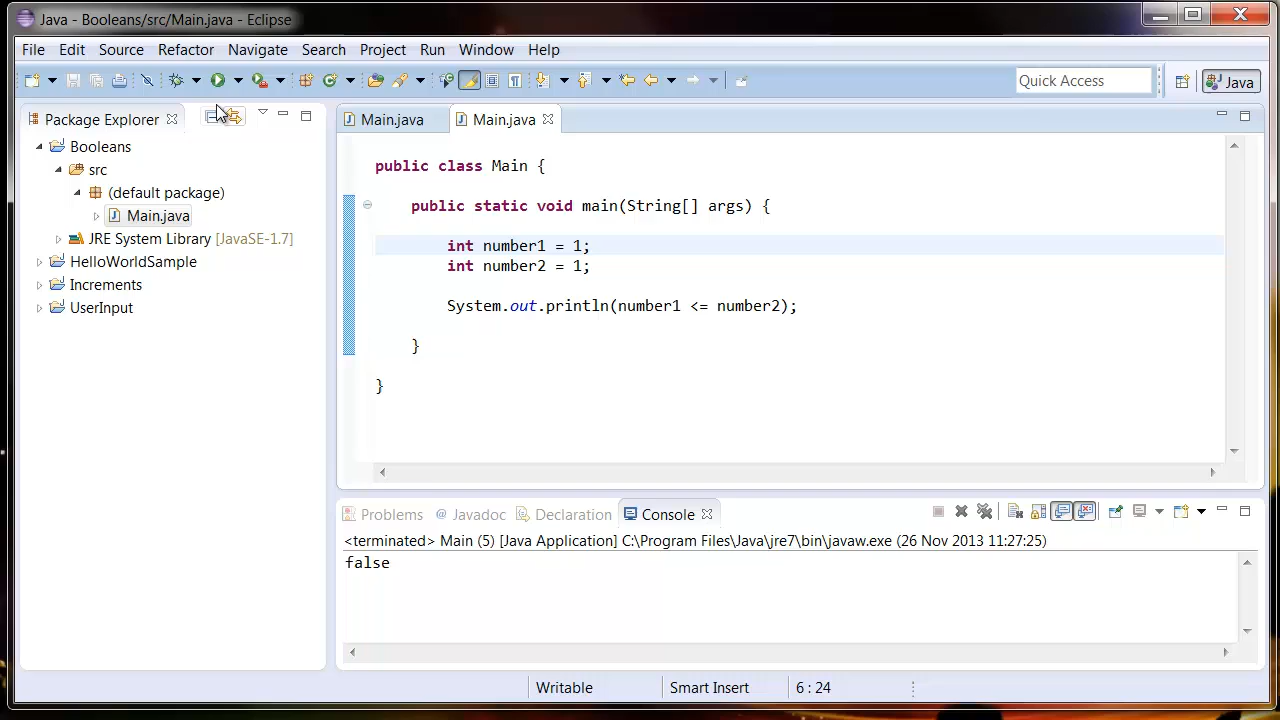 Java - Booleans/src/Main.java - Eclipse
File Edit Source Refactor Navigate Search Project Run Window Help
Quick Access
Java
Package Explorer
Main.java
Main.java
Booleans
src
(default package)
Main.java
JRE System Library [JavaSE-1.7]
HelloWorldSample
Increments
UserInput
public class Main {
public static void main(String[] args) {
int number1 = 1;
int number2 = 1;
System.out.println(number1 <= number2);
}
}
Problems @ Javadoc Declaration Console
<terminated> Main (5) [Java Application] C:\Program Files\Java\jre7\bin\javaw.exe (26 Nov 2013 11:27:25)
false
Writable Smart Insert 6 : 24